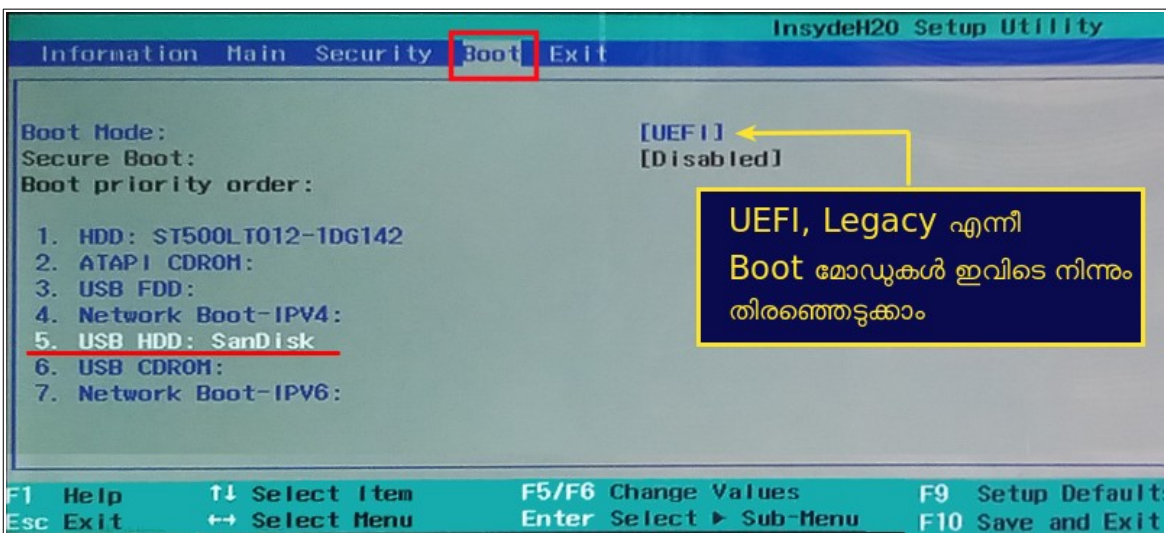 InsydeH20 Setup Utility
Information Main Security Boot Exit
Boot Mode: [UEFI]
Secure Boot: [Disabled]
Boot priority order:
1. HDD: ST500LT012-1DG142
2. ATAPI CDROM:
3. USB FDD:
4. Network Boot-IPV4:
5. USB HDD: SanDisk
6. USB CDROM:
7. Network Boot-IPV6:
UEFI, Legacy എന്നീ
Boot മോഡുകൾ ഇവിടെ നിന്നും
തിരഞ്ഞെടുക്കാം
F1 Help ↑↓ Select Item F5/F6 Change Values F9 Setup Default
Esc Exit ↔ Select Menu Enter Select ▶ Sub-Menu F10 Save and Exit